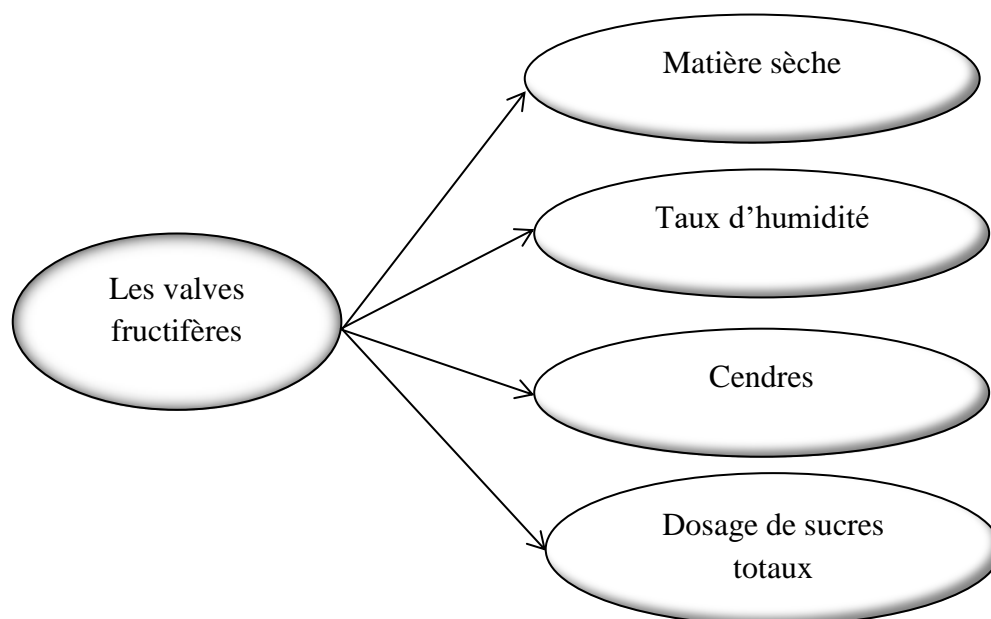 Matière sèche
Taux d’humidité
Les valves
fructifères
Cendres
Dosage de sucres
totaux